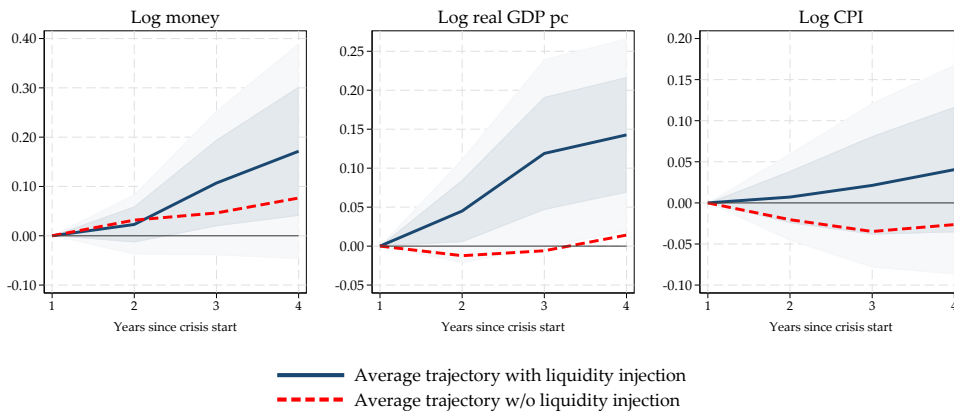 Log money
0.40
0.30
0.20
0.10
0.00
-0.10
1 2 3 4
Years since crisis start
Log real GDP pc
0.25
0.20
0.15
0.10
0.05
0.00
-0.05
1 2 3 4
Years since crisis start
Log CPI
0.20
0.15
0.10
0.05
0.00
-0.05
-0.10
1 2 3 4
Years since crisis start
Average trajectory with liquidity injection
Average trajectory w/o liquidity injection